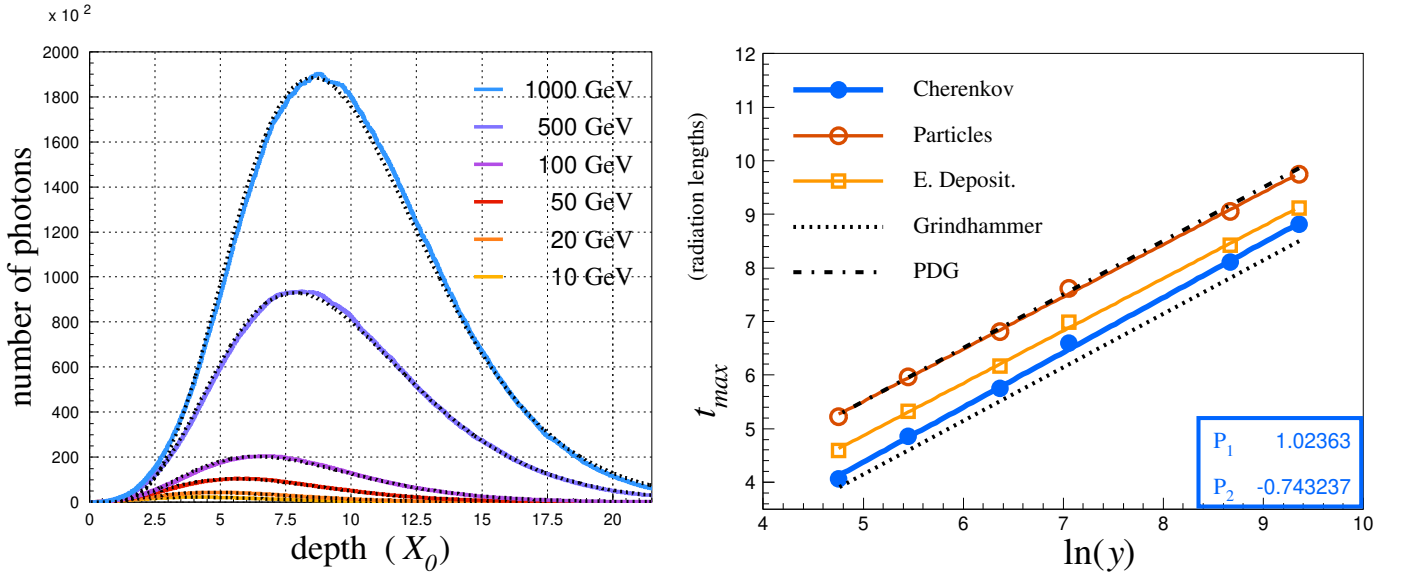 x 10 2
2000
1800
1600
1400
1200
1000
800
600
400
200
0
number of photons
1000 GeV
500 GeV
100 GeV
50 GeV
20 GeV
10 GeV
0 2.5 5 7.5 10 12.5 15 17.5 20
depth ( X0 )
12
11
10
9
8
7
6
5
4
tmax (radiation lengths)
Cherenkov
Particles
E. Deposit.
Grindhammer
PDG
P1 1.02363
P2 -0.743237
4 5 6 7 8 9 10
ln(y)